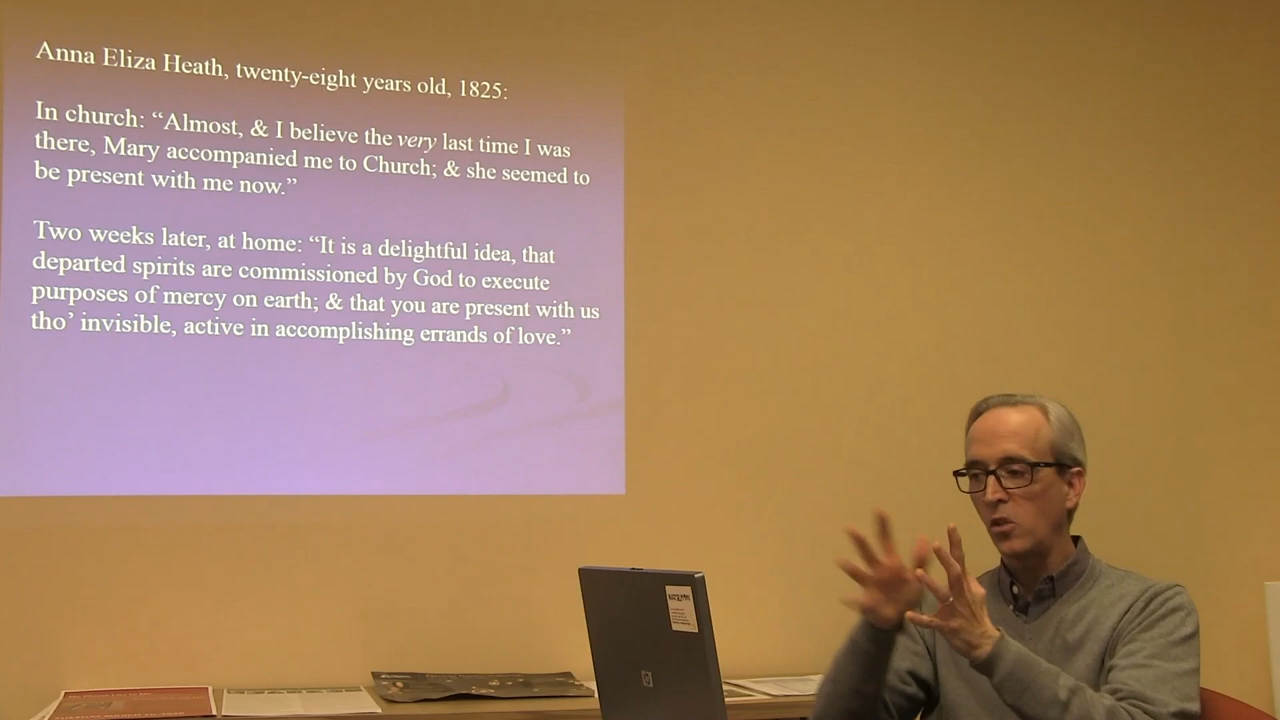 Anna Eliza Heath, twenty-eight years old, 1825:
In church: “Almost, & I believe the very last time I was
there, Mary accompanied me to Church; & she seemed to
be present with me now.”
Two weeks later, at home: “It is a delightful idea, that
departed spirits are commissioned by God to execute
purposes of mercy on earth; & that you are present with us
tho’ invisible, active in accomplishing errands of love.”
hp